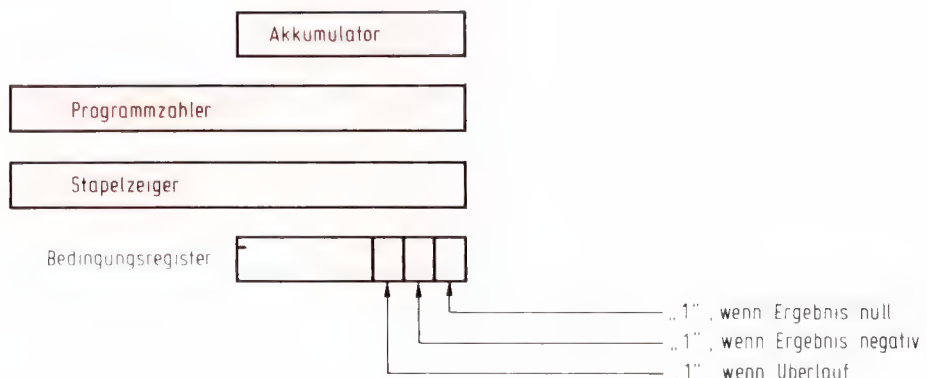 Akkumulator
Programmzahler
Stapelzeiger
Bedingungsregister
„1", wenn Ergebnis null
„1", wenn Ergebnis negativ
1" wenn Uberlauf